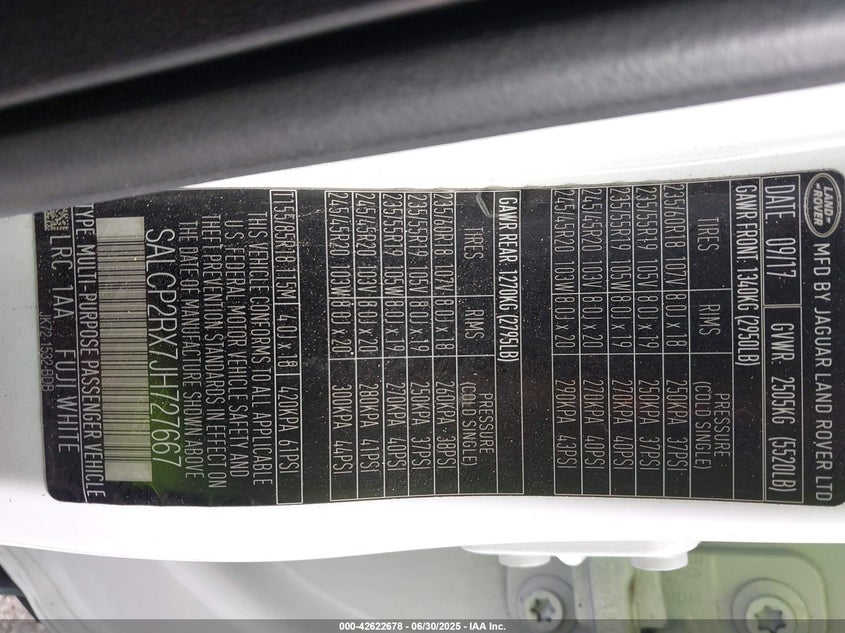 LAND-
ROVER
MFD BY JAGUAR LAND ROVER LTD
DATE: 09/17 GVWR: 2505KG (5520LB)
GAWR FRONT: 1340KG (2950LB)
TIRES RIMS PRESSURE
(COLD SINGLE)
235/60R18 102V 8.0J x 18 250KPA 37PSI
235/55R19 105V 8.0J x 19 250KPA 37PSI
235/55R19 105W 8.0J x 19 270KPA 40PSI
245/45R20 103V 8.0J x 20 270KPA 40PSI
245/45R20 103W 8.0J x 20 290KPA 43PSI
GAWR REAR: 1270KG (2795LB)
TIRES RIMS PRESSURE
(COLD SINGLE)
235/60R18 102V 8.0J x 18 260KPA 38PSI
235/55R19 105V 8.0J x 19 250KPA 37PSI
235/55R19 105W 8.0J x 19 270KPA 40PSI
245/45R20 103V 8.0J x 20 280KPA 41PSI
245/45R20 103W 8.0J x 20 300KPA 44PSI
T155/85R18 115M 4.0J x 18 420KPA 61PSI
THIS VEHICLE CONFORMS TO ALL APPLICABLE
U.S FEDERAL MOTOR VEHICLE SAFETY AND
THEFT PREVENTION STANDARDS IN EFFECT ON
THE DATE OF MANUFACTURE SHOWN ABOVE
SALCP2RX7JH727667
TYPE: MULTI-PURPOSE PASSENGER VEHICLE
LRC 1AA FUJI WHITE
000-42622678 - 06/30/2025 - IAA Inc.